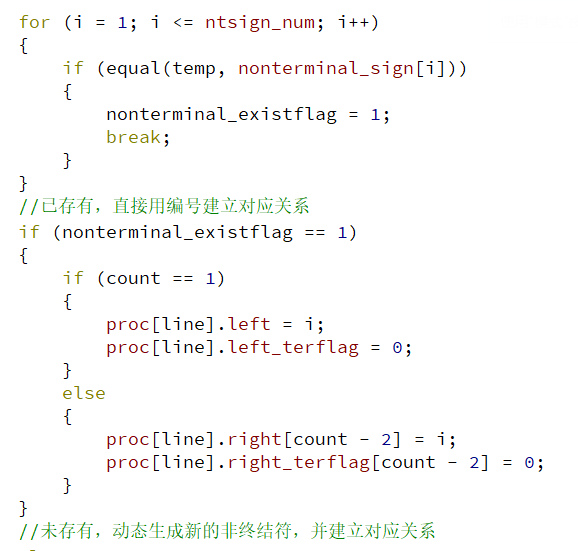 for (i = 1; i <= ntsign_num; i++)
{
    if (equal(temp, nonterminal_sign[i]))
    {
        nonterminal_existflag = 1;
        break;
    }
}
//已存有，直接用编号建立对应关系
if (nonterminal_existflag == 1)
{
    if (count == 1)
    {
        proc[line].left = i;
        proc[line].left_terflag = 0;
    }
    else
    {
        proc[line].right[count - 2] = i;
        proc[line].right_terflag[count - 2] = 0;
    }
}
//未存有，动态生成新的非终结符，并建立对应关系